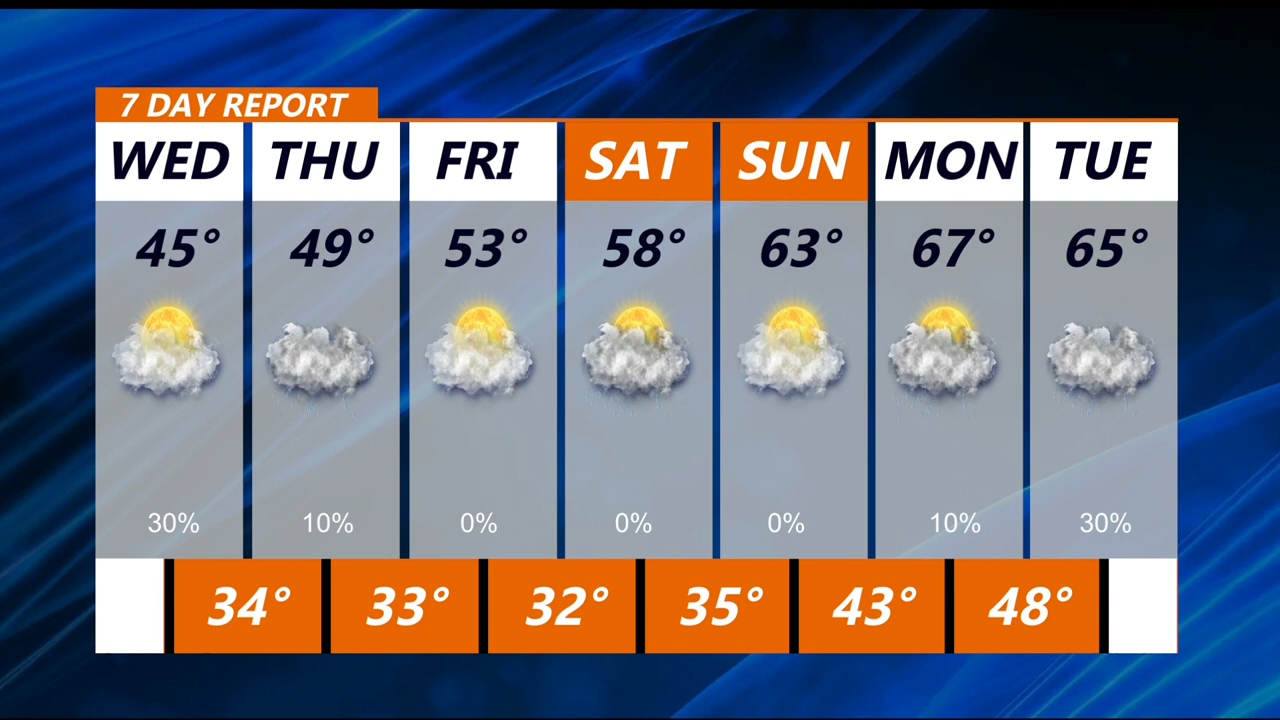 7 DAY REPORT
WED THU FRI SAT SUN MON TUE
45° 49° 53° 58° 63° 67° 65°
30% 10% 0% 0% 0% 10% 30%
34° 33° 32° 35° 43° 48°